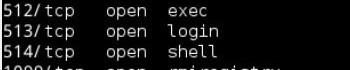 512/tcp open exec
513/tcp open login
514/tcp open shell